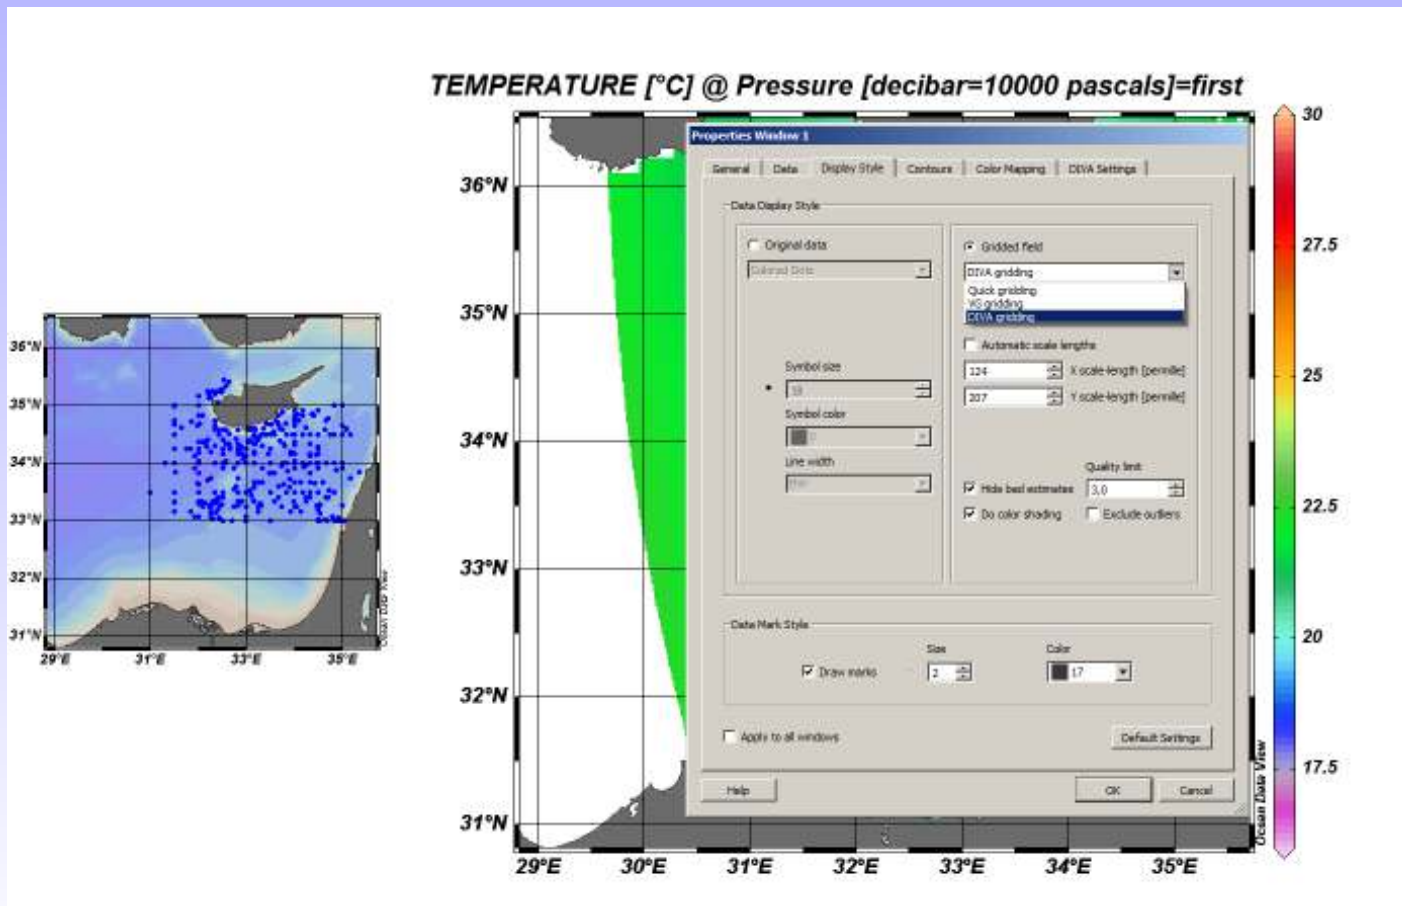 TEMPERATURE [°C] @ Pressure [decibar=10000 pascals]=first
36°N
35°N
34°N
33°N
32°N
31°N
29°E 31°E 33°E 35°E
Ocean Data View
36°N
35°N
34°N
33°N
32°N
31°N
29°E 30°E 31°E 32°E 33°E 34°E 35°E
Properties Window 1
General Data Display Style Contours Color Mapping DIVA Settings
Data Display Style
Original data
Colored Dots
Symbol size
Symbol color
Line width
Gridded field
DIVA gridding
Quick gridding
VG gridding
DIVA gridding
Automatic scale lengths
124 X scale-length [permille]
207 Y scale-length [permille]
Quality limit
Hide bad estimates 3,0
Do color shading Exclude outliers
Data Mark Style
Size Color
Draw marks 2 17
Apply to all windows
Default Settings
Help OK Cancel
Ocean Data View
30
27.5
25
22.5
20
17.5